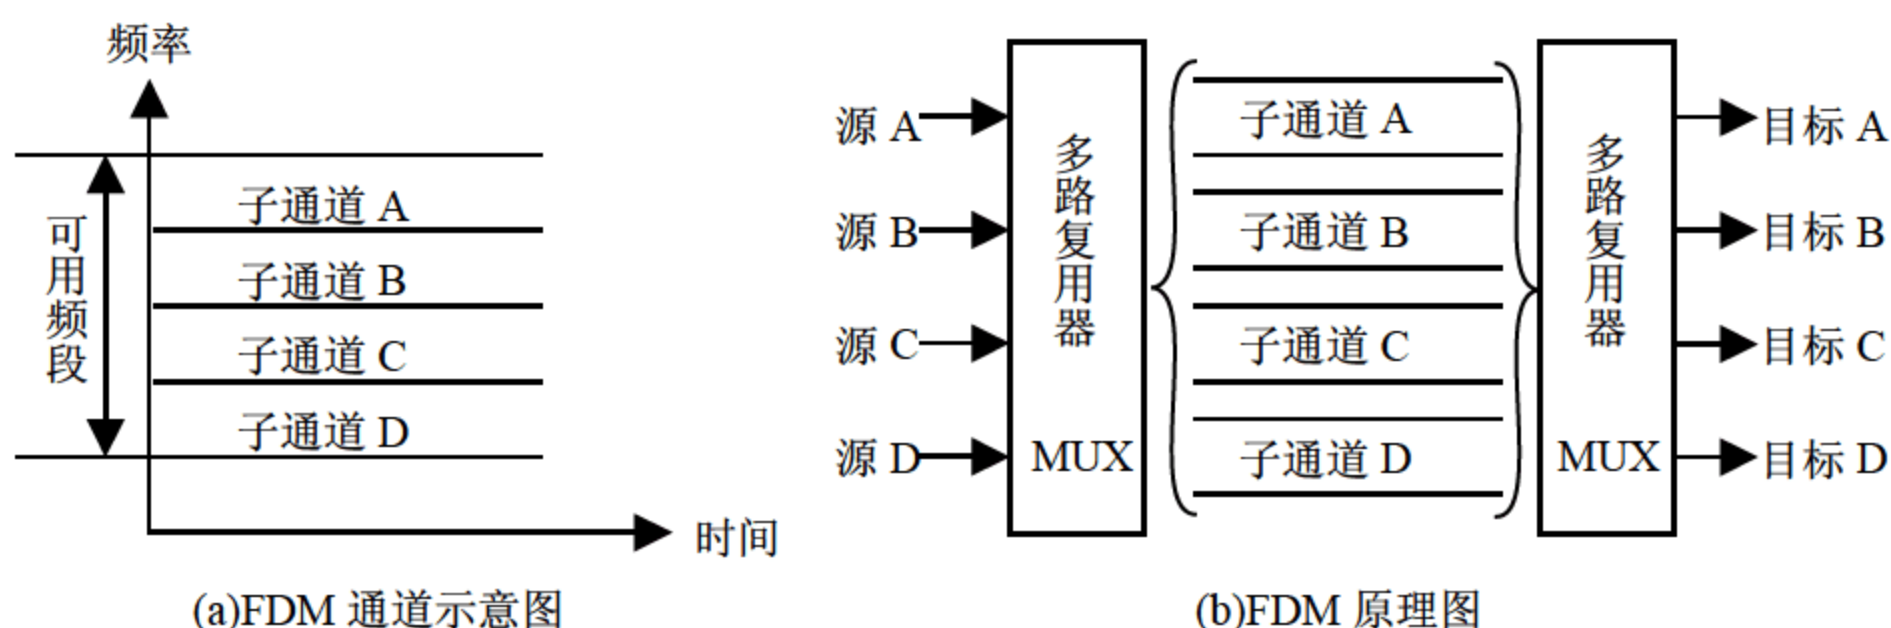 频率
可用频段
子通道 A
子通道 B
子通道 C
子通道 D
时间
(a)FDM 通道示意图
源 A
源 B
源 C
源 D
多路复用器
MUX
子通道 A
子通道 B
子通道 C
子通道 D
多路复用器
MUX
目标 A
目标 B
目标 C
目标 D
(b)FDM 原理图